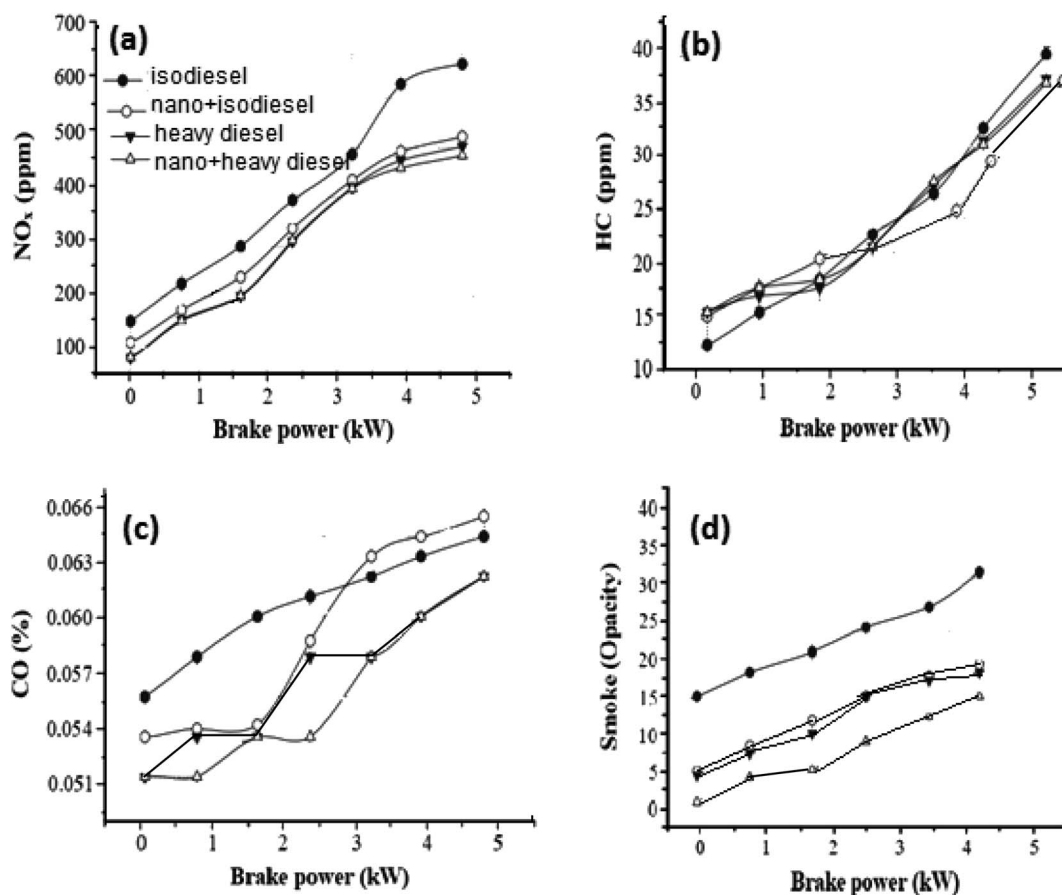 (a)
isodiesel
nano+isodiesel
heavy diesel
nano+heavy diesel
NOₓ (ppm)
700
600
500
400
300
200
100
0 1 2 3 4 5
Brake power (kW)
(b)
HC (ppm)
40
35
30
25
20
15
10
0 1 2 3 4 5
Brake power (kW)
(c)
CO (%)
0.066
0.063
0.060
0.057
0.054
0.051
0 1 2 3 4 5
Brake power (kW)
(d)
Smoke (Opacity)
40
35
30
25
20
15
10
5
0
0 1 2 3 4 5
Brake power (kW)